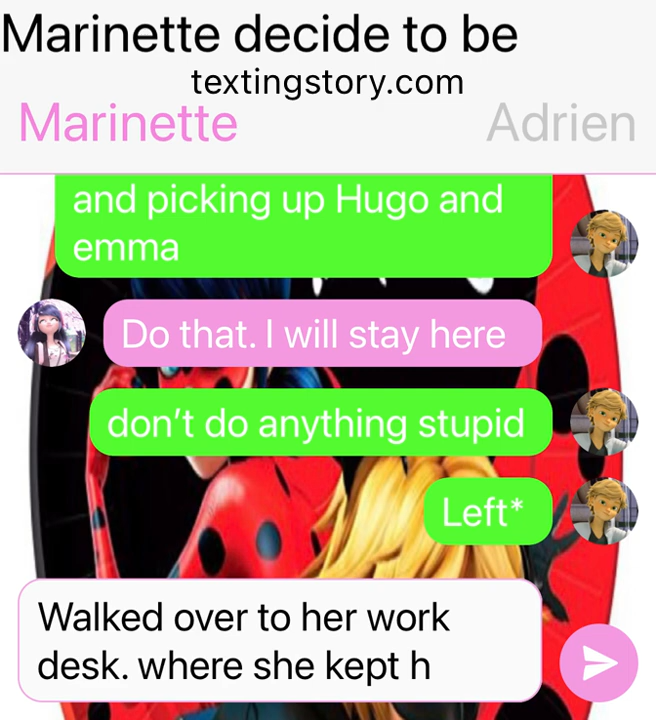 Marinette decide to be
textingstory.com
Marinette
Adrien
and picking up Hugo and
emma
Do that. I will stay here
don’t do anything stupid
Left*
Walked over to her work
desk. where she kept h